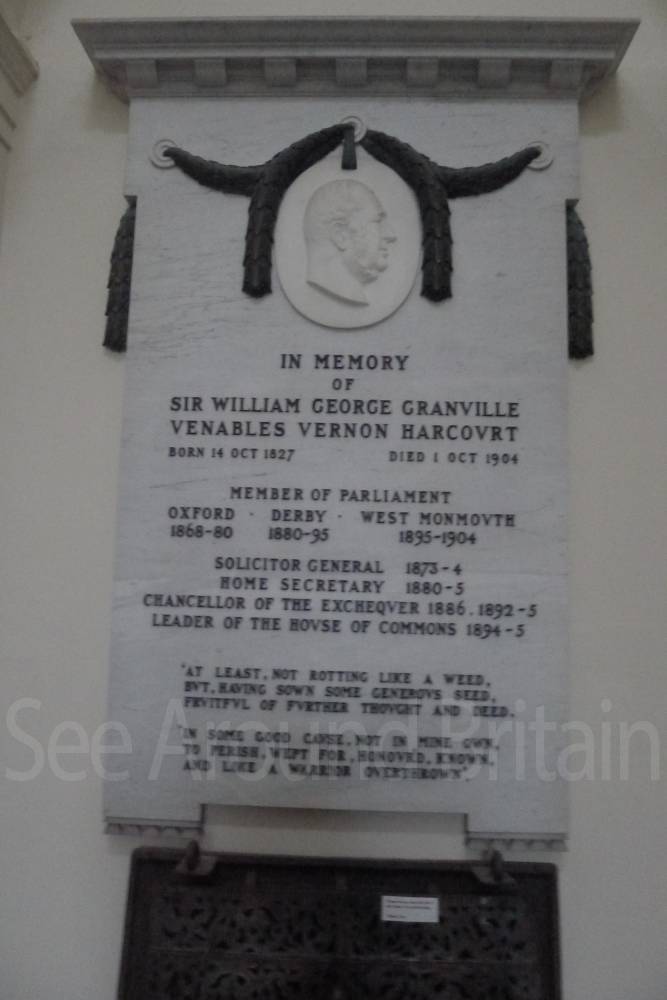 IN MEMORY
OF
SIR WILLIAM GEORGE GRANVILLE
VENABLES VERNON HARCOVRT
BORN 14 OCT 1827 DIED 1 OCT 1904
MEMBER OF PARLIAMENT
OXFORD · DERBY · WEST MONMOVTH
1868-80 1880-95 1895-1904
SOLICITOR GENERAL 1873-4
HOME SECRETARY 1880-5
CHANCELLOR OF THE EXCHEQVER 1886. 1892-5
LEADER OF THE HOVSE OF COMMONS 1894-5
'AT LEAST, NOT ROTTING LIKE A WEED,
BVT, HAVING SOWN SOME GENEROVS SEED,
FRVITFVL OF FVRTHER THOVGHT AND DEED,
'IN SOME GOOD CAVSE, NOT IN MINE OWN,
TO PERISH, WEPT FOR, HONOVRD, KNOWN,
AND LIKE A WARRIOR OVERTHROWN'.
See Around Britain